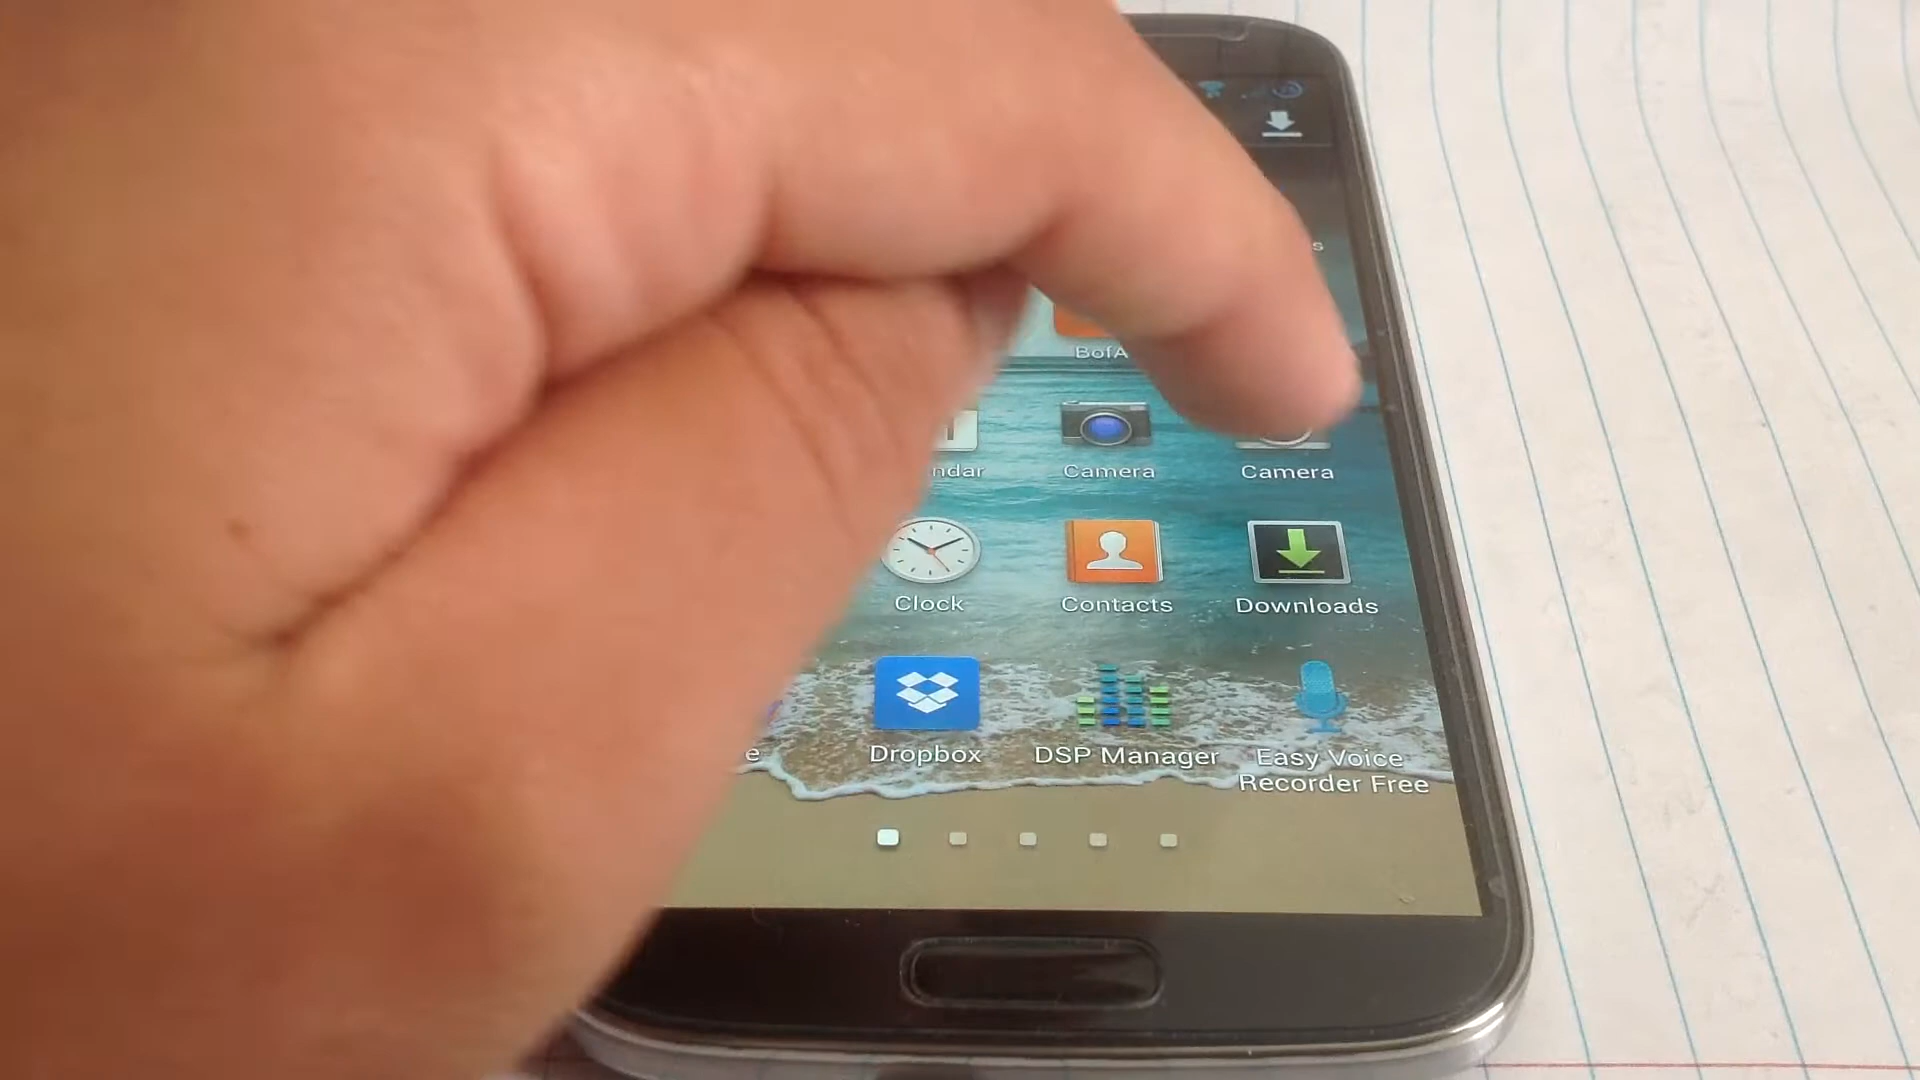 BofA
Camera
Camera
Clock
Contacts
Downloads
Dropbox
DSP Manager
Easy Voice
Recorder Free